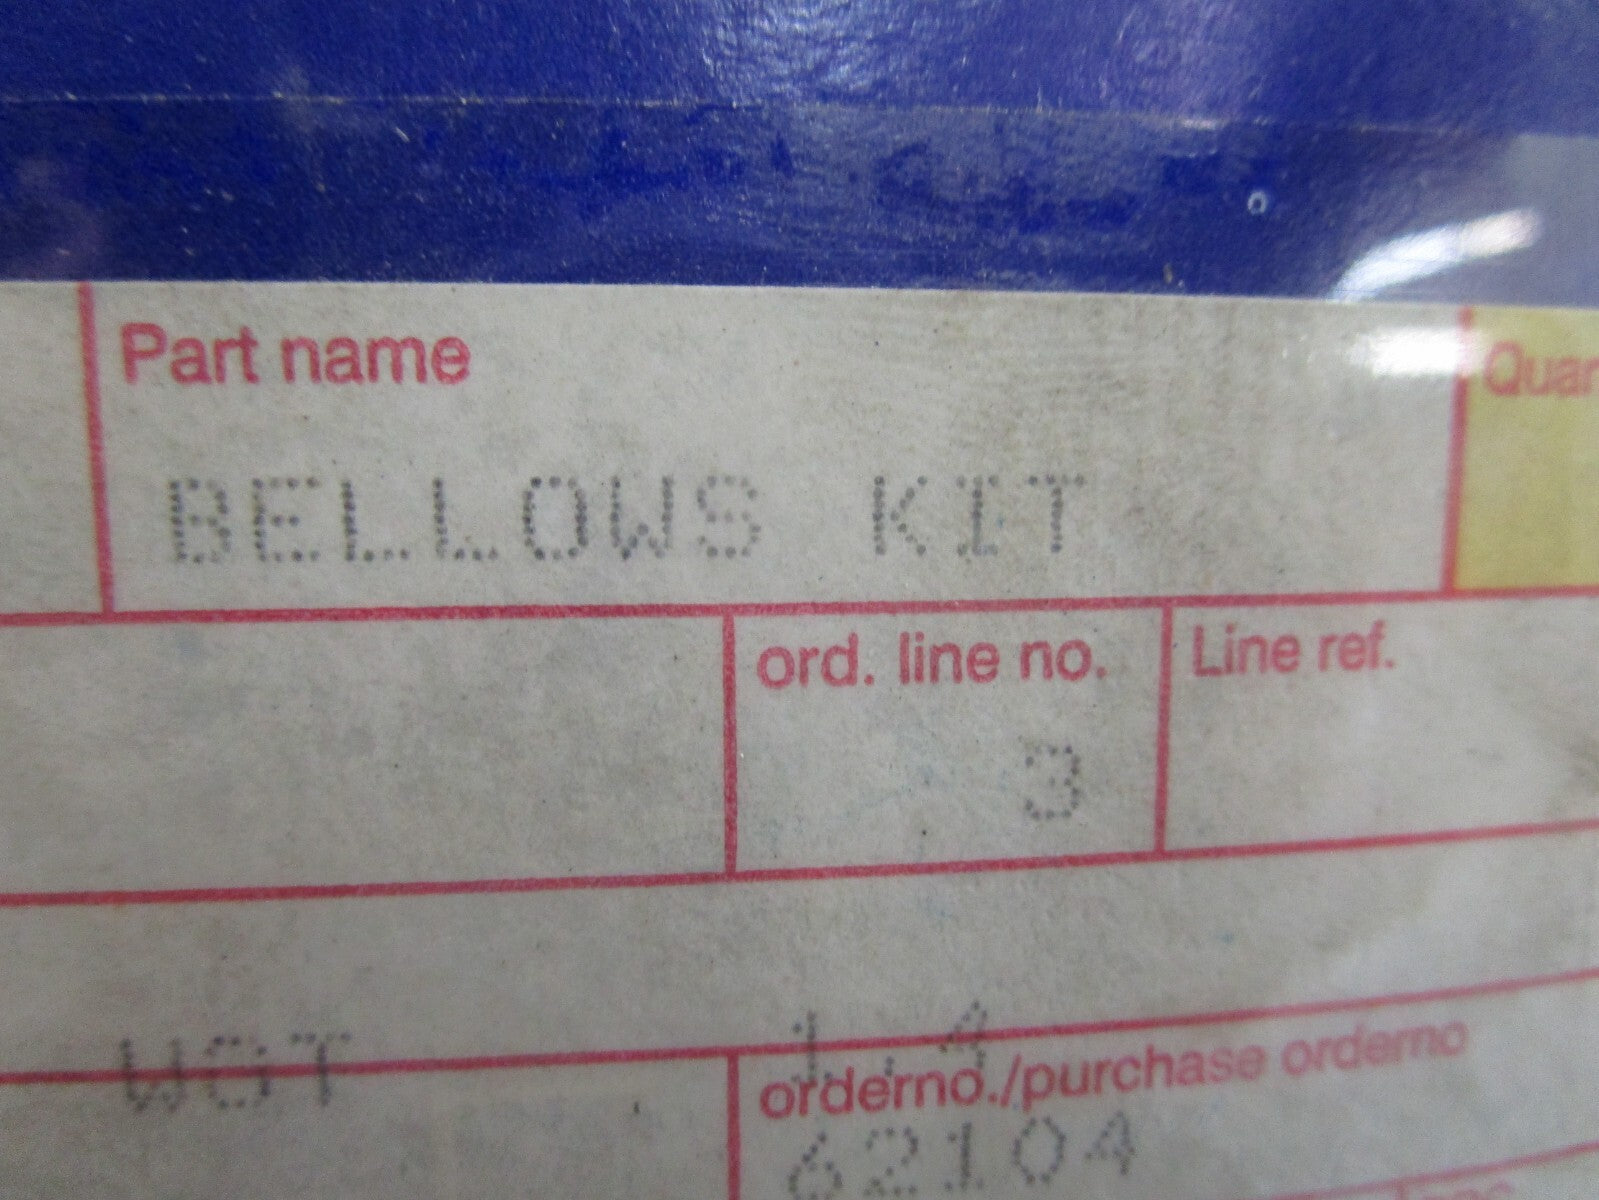 Part name
BELLOWS KIT
ord. line no.
Line ref.
3
WGT 1.4
orderno./purchase orderno
62104